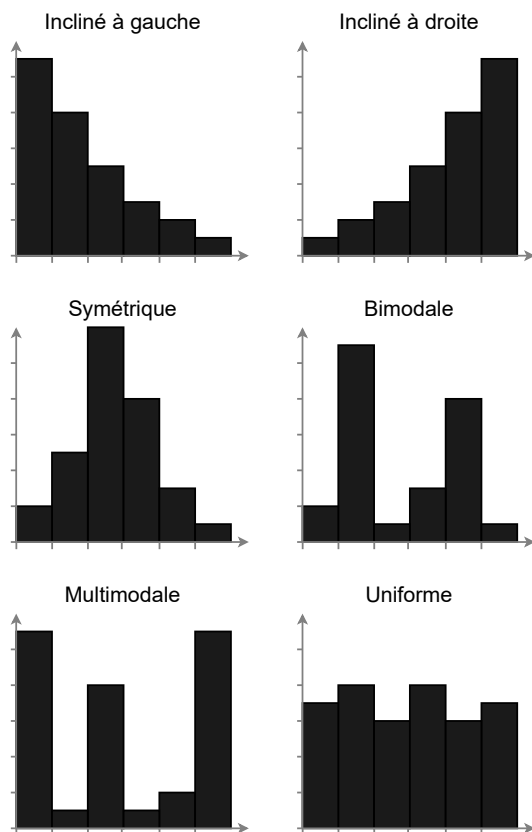 Incliné à gauche
Incliné à droite
Symétrique
Bimodale
Multimodale
Uniforme